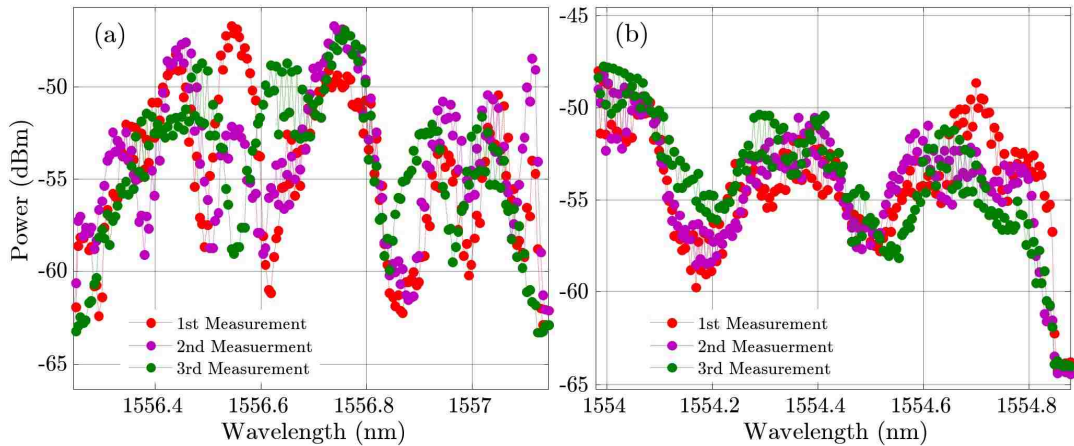 (a)
Power (dBm)
-50
-55
-60
-65
1st Measurement
2nd Measuerment
3rd Measurement
1556.4
1556.6
1556.8
1557
Wavelength (nm)
(b)
-45
-50
-55
-60
-65
1st Measurement
2nd Measurement
3rd Measurement
1554
1554.2
1554.4
1554.6
1554.8
Wavelength (nm)